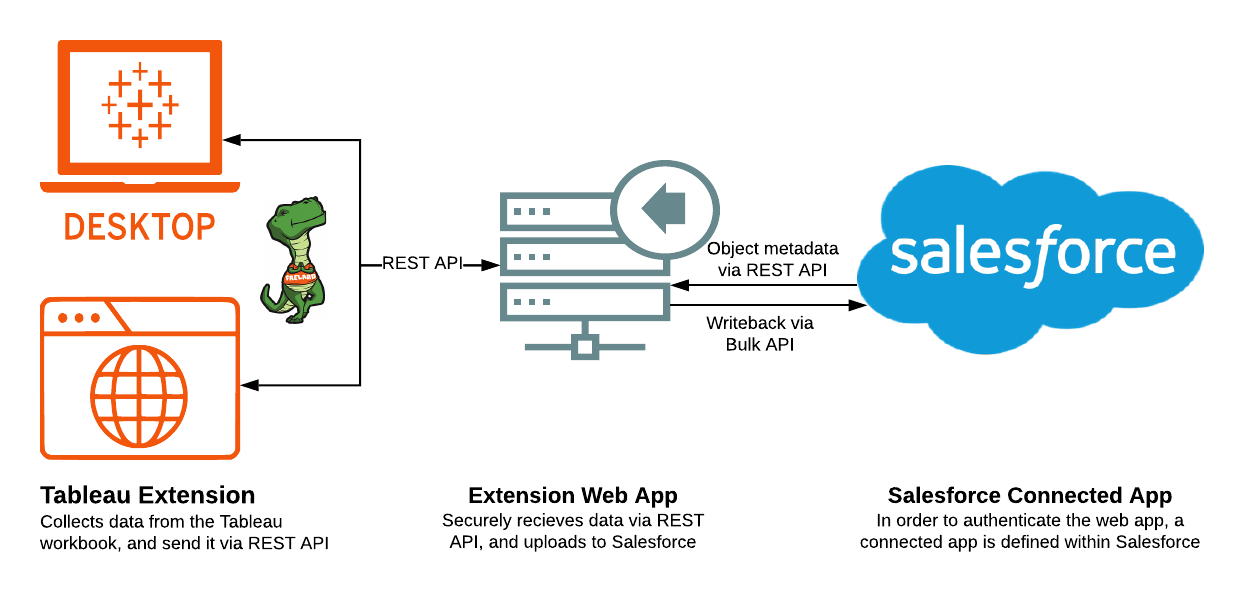 DESKTOP
REST API
Object metadata
via REST API
Writeback via
Bulk API
salesforce
Tableau Extension
Collects data from the Tableau
workbook, and send it via REST API
Extension Web App
Securely recieves data via REST
API, and uploads to Salesforce
Salesforce Connected App
In order to authenticate the web app, a
connected app is defined within Salesforce